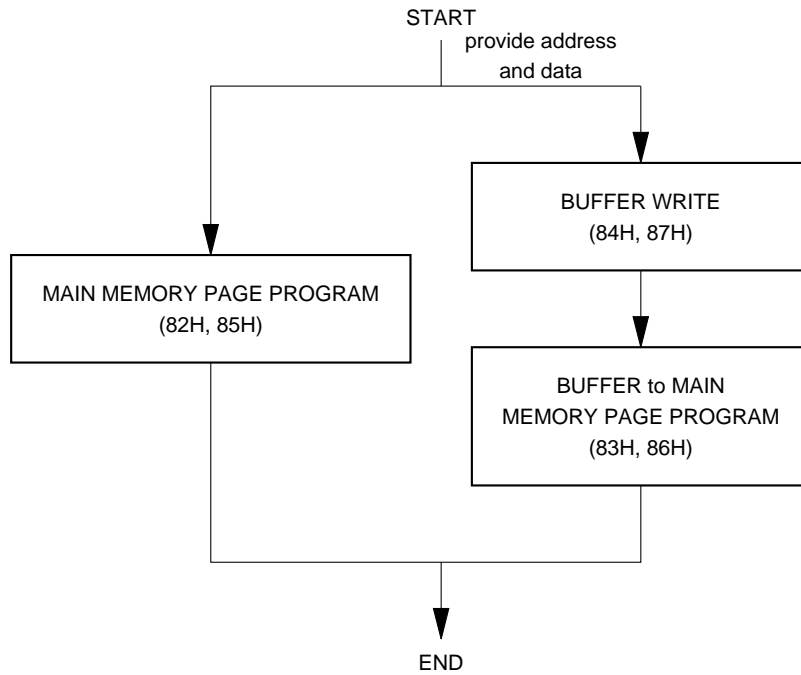 START
provide address
and data
BUFFER WRITE
(84H, 87H)
MAIN MEMORY PAGE PROGRAM
(82H, 85H)
BUFFER to MAIN
MEMORY PAGE PROGRAM
(83H, 86H)
END